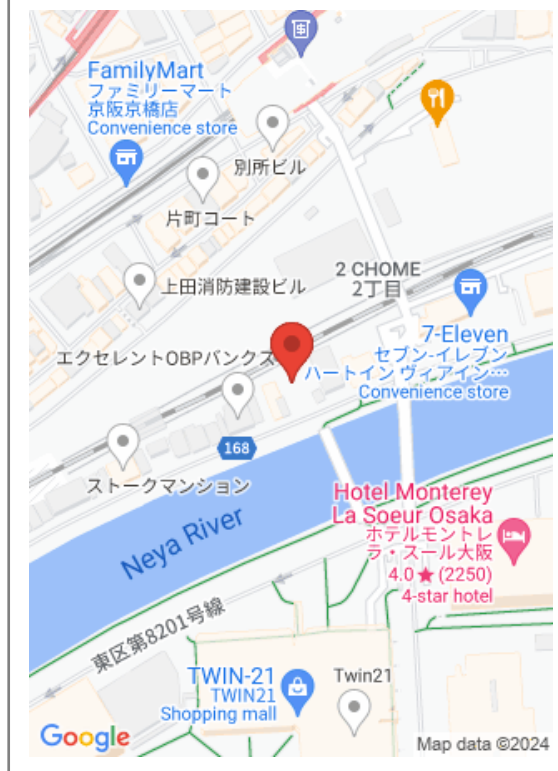 FamilyMart
ファミリーマート
京阪京橋店
Convenience store
別所ビル
片町コート
2 CHOME
2丁目
上田消防建設ビル
7-Eleven
セブン-イレブン
ハートイン ヴィアイン…
Convenience store
エクセレントOBPバンクス
168
ストークマンション
Neya River
Hotel Monterey
La Soeur Osaka
ホテルモントレ
ラ・スール大阪
4.0 ★ (2250)
4-star hotel
東区第8201号線
TWIN-21
TWIN21
Shopping mall
Twin21
Google
Map data ©2024